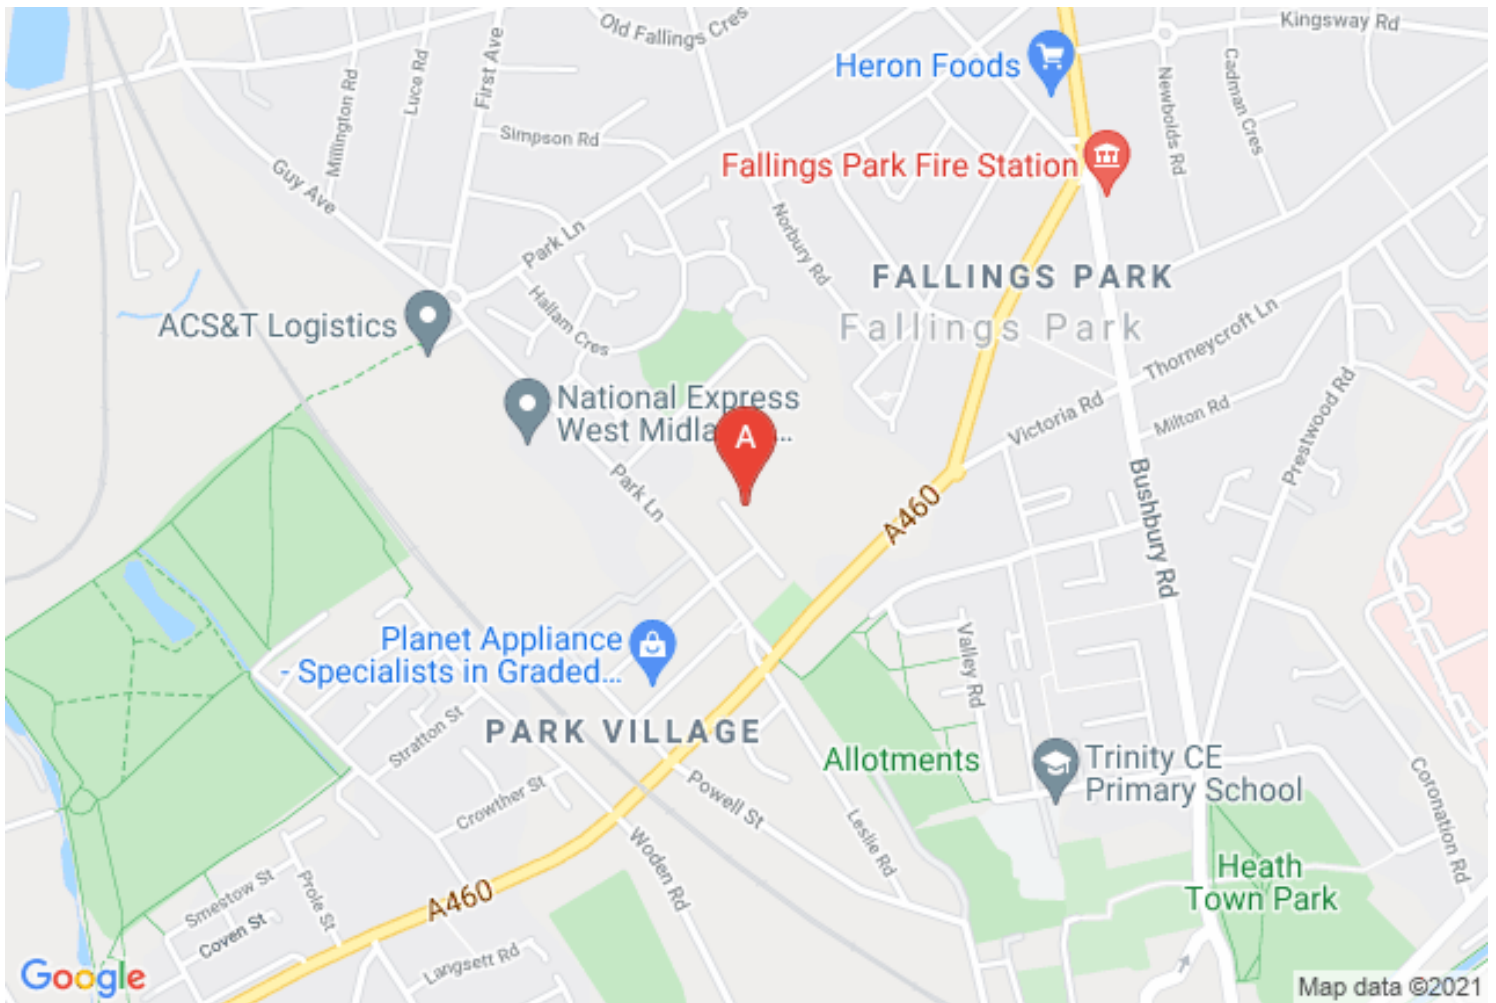 Old Fallings Cres
Kingsway Rd
Heron Foods
First Ave
Luce Rd
Millington Rd
Cadman Cres
Newbolds Rd
Simpson Rd
Fallings Park Fire Station
Guy Ave
Norbury Rd
Park Ln
FALLINGS PARK
Fallings Park
Hallam Cres
ACS&T Logistics
Thorneycroft Ln
National Express
West Midla...
A
Victoria Rd
Milton Rd
Prestwood Rd
Park Ln
A460
Bushbury Rd
Planet Appliance
- Specialists in Graded...
Valley Rd
Stratton St
PARK VILLAGE
Allotments
Trinity CE
Primary School
Crowther St
Powell St
Leslie Rd
Coronation Rd
Woden Rd
Heath
Town Park
Smestow St
Prole St
A460
Coven St
Langsett Rd
Google
Map data ©2021